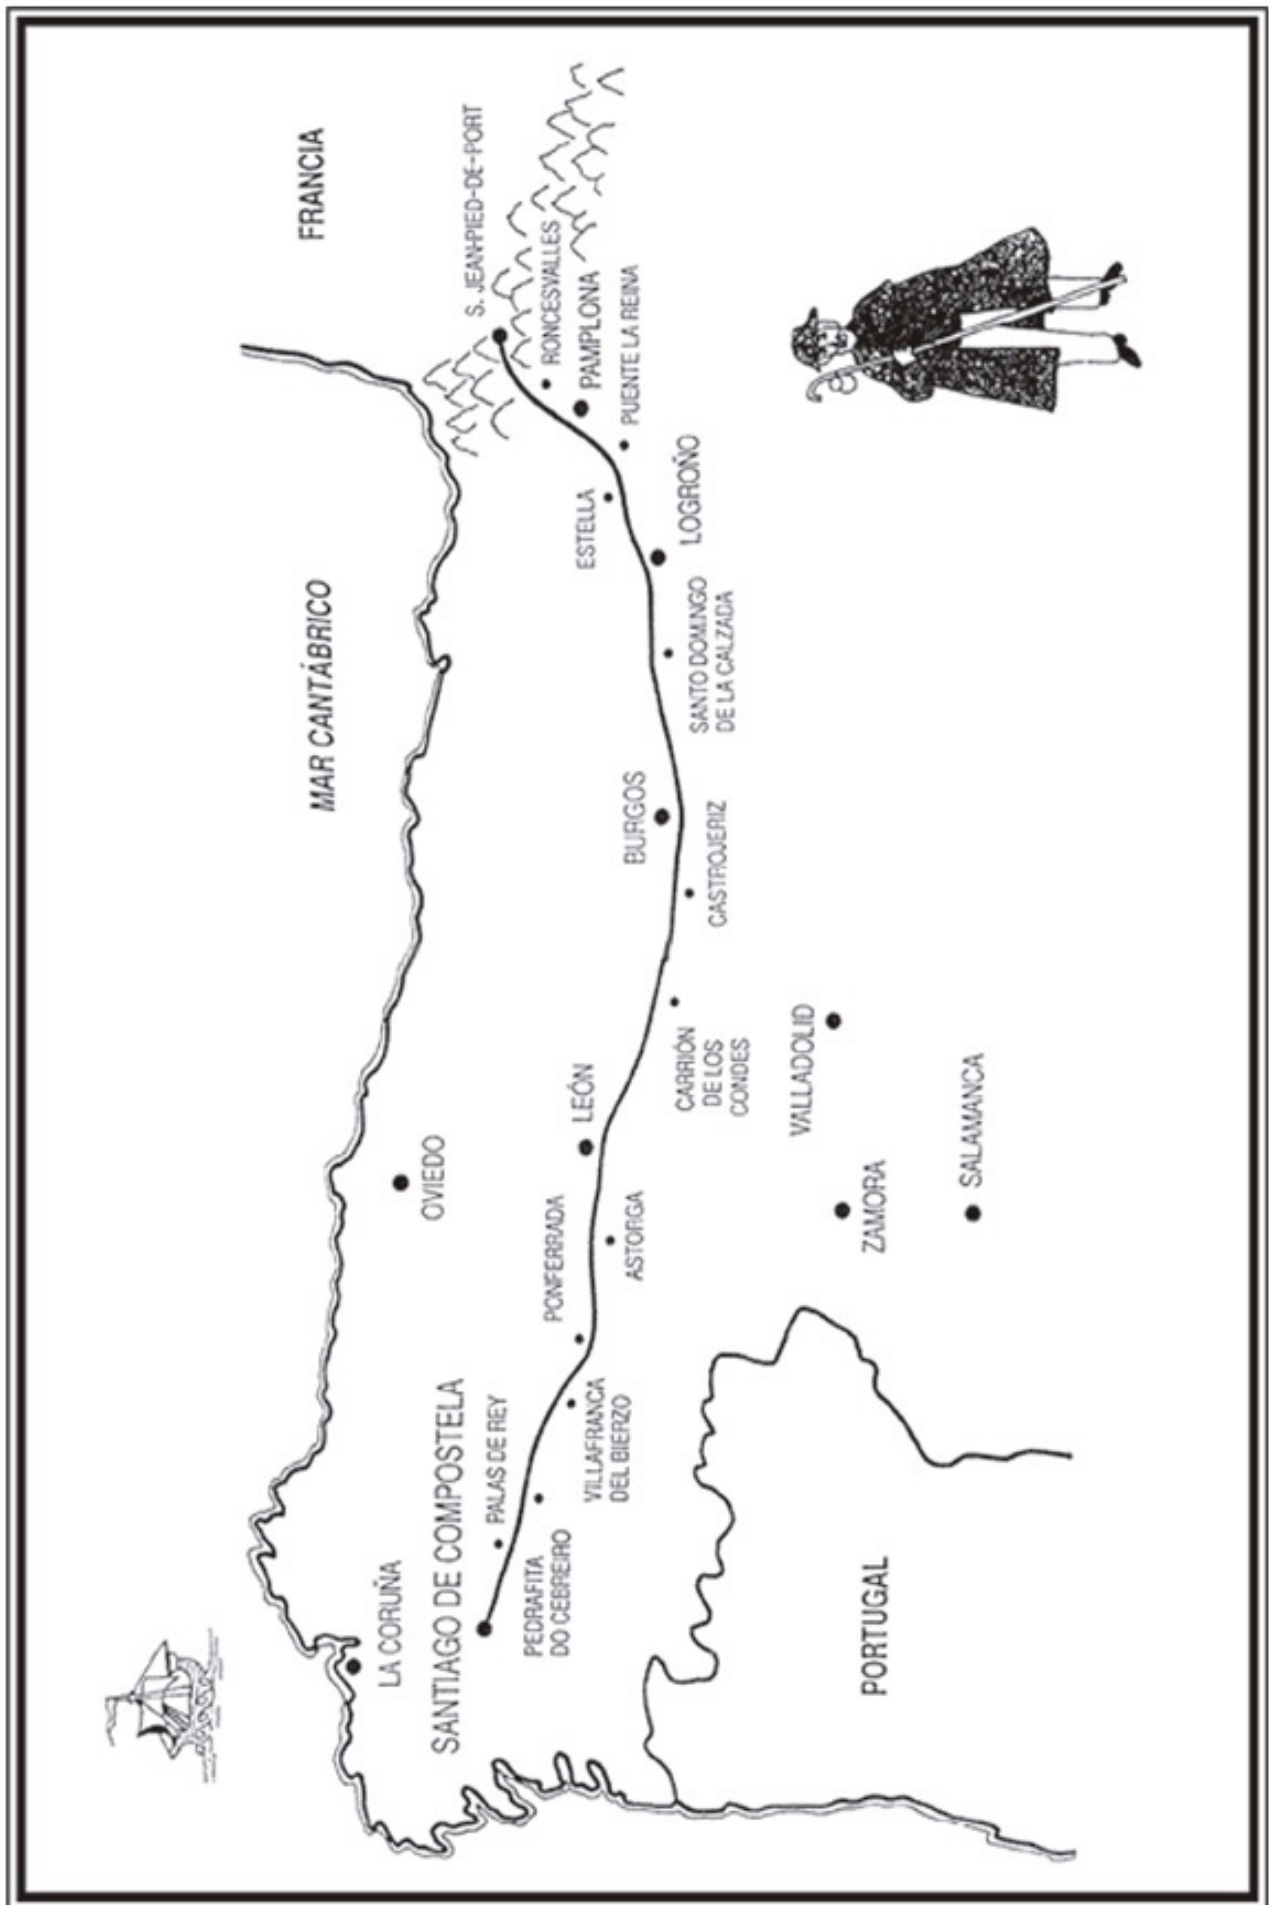 FRANCIA
MAR CANTÁBRICO
S. JEAN-PIED-DE-PORT
RONCESVALLES
PAMPLONA
PUENTE LA REINA
ESTELLA
LOGROÑO
SANTO DOMINGO
DE LA CALZADA
BURGOS
CASTROJERIZ
CARRIÓN
DE LOS
CONDES
LEÓN
OVIEDO
ASTORGA
PONFERRADA
VILLAFRANCA
DEL BIERZO
PALAS DE REY
PEDRAFITA
DO CEBREIRO
SANTIAGO DE COMPOSTELA
LA CORUÑA
VALLADOLID
ZAMORA
SALAMANCA
PORTUGAL